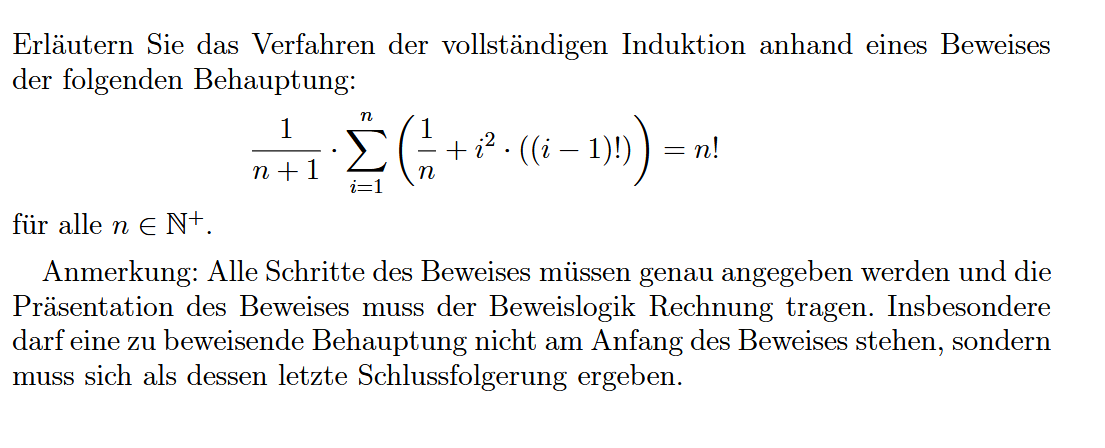 Erläutern Sie das Verfahren der vollständigen Induktion anhand eines Beweises
der folgenden Behauptung:
$$\frac{1}{n+1} \cdot \sum_{i=1}^{n} \left( \frac{1}{n} + i^2 \cdot ((i-1)!) \right) = n!$$
für alle $n \in \mathbb{N}^+$.
Anmerkung: Alle Schritte des Beweises müssen genau angegeben werden und die
Präsentation des Beweises muss der Beweislogik Rechnung tragen. Insbesondere
darf eine zu beweisende Behauptung nicht am Anfang des Beweises stehen, sondern
muss sich als dessen letzte Schlussfolgerung ergeben.